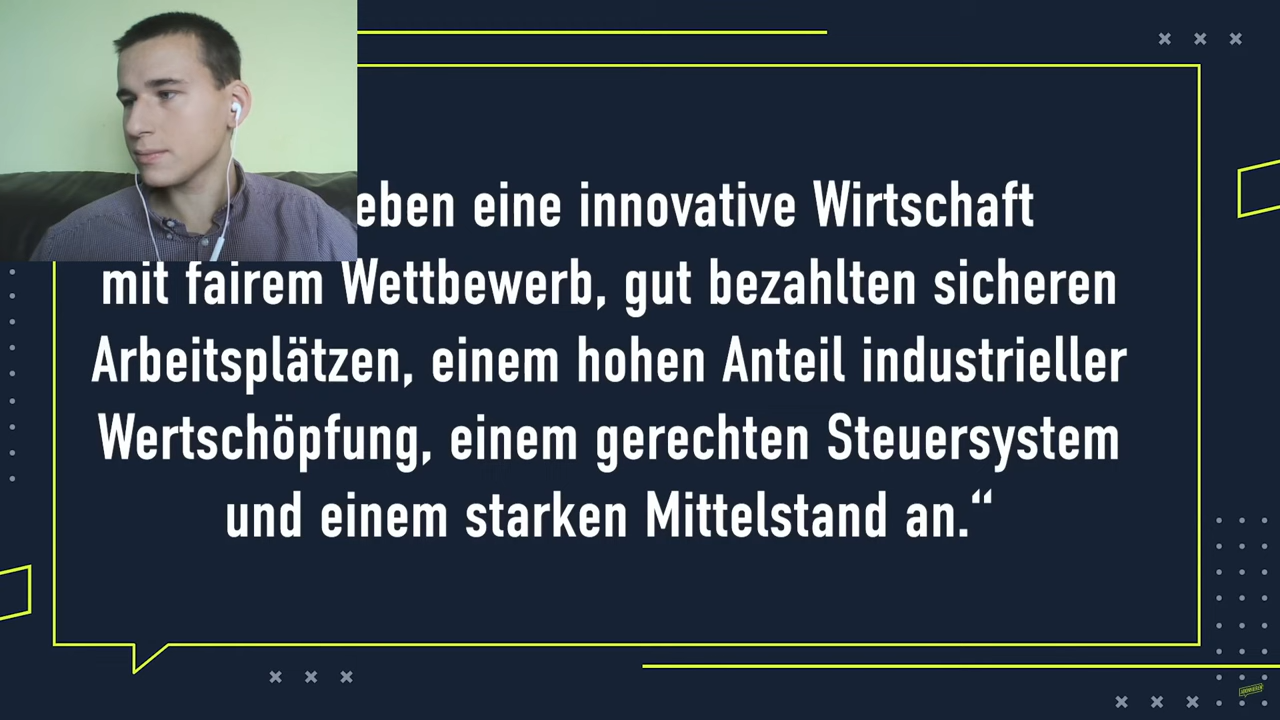 eben eine innovative Wirtschaft
mit fairem Wettbewerb, gut bezahlten sicheren
Arbeitsplätzen, einem hohen Anteil industrieller
Wertschöpfung, einem gerechten Steuersystem
und einem starken Mittelstand an.“